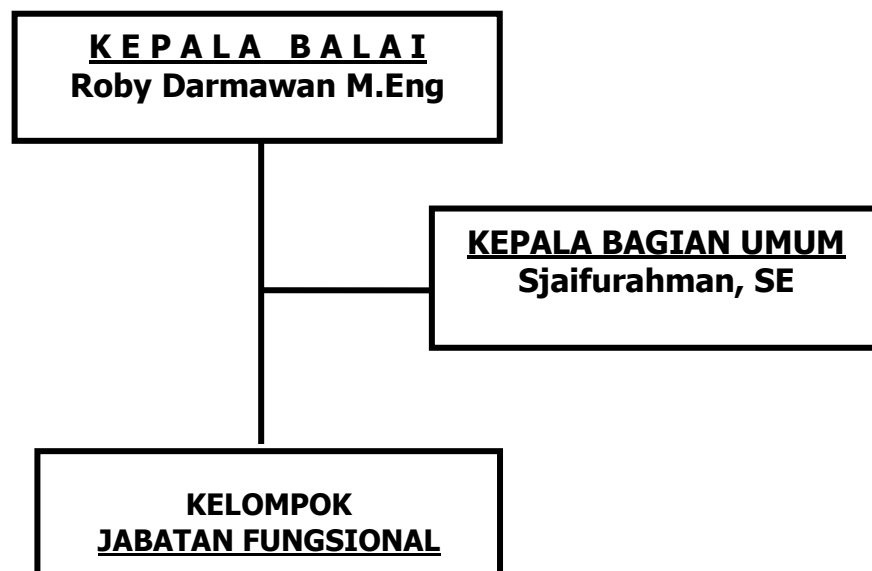 K E P A L A B A L A I
Roby Darmawan M.Eng
KEPALA BAGIAN UMUM
Sjaifurahman, SE
KELOMPOK
JABATAN FUNGSIONAL